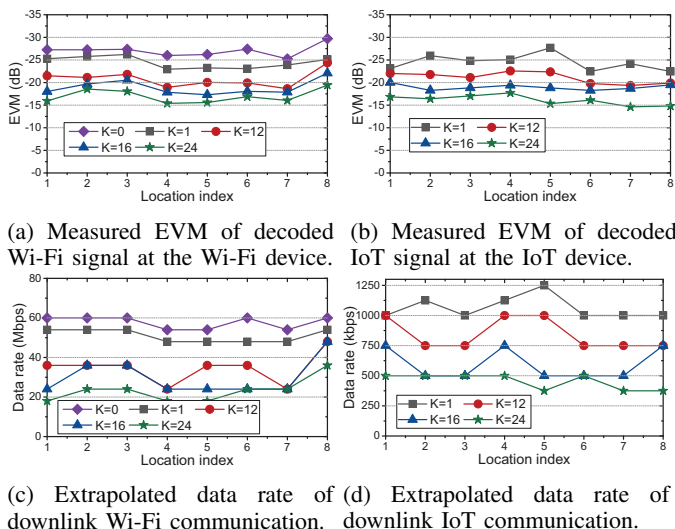 -35
-30
-25
-20
-15
-10
-5
-0
EVM (dB)
K=0 K=1 K=12
K=16 K=24
1 2 3 4 5 6 7 8
Location index
-35
-30
-25
-20
-15
-10
-5
-0
EVM (dB)
K=1 K=12
K=16 K=24
1 2 3 4 5 6 7 8
Location index
(a) Measured EVM of decoded
Wi-Fi signal at the Wi-Fi device.
(b) Measured EVM of decoded
IoT signal at the IoT device.
80
60
40
20
0
Data rate (Mbps)
K=0 K=1 K=12
K=16 K=24
1 2 3 4 5 6 7 8
Location index
1250
1000
750
500
250
0
Data rate (kbps)
K=1 K=12
K=16 K=24
1 2 3 4 5 6 7 8
Location index
(c) Extrapolated data rate of
downlink Wi-Fi communication.
(d) Extrapolated data rate of
downlink IoT communication.